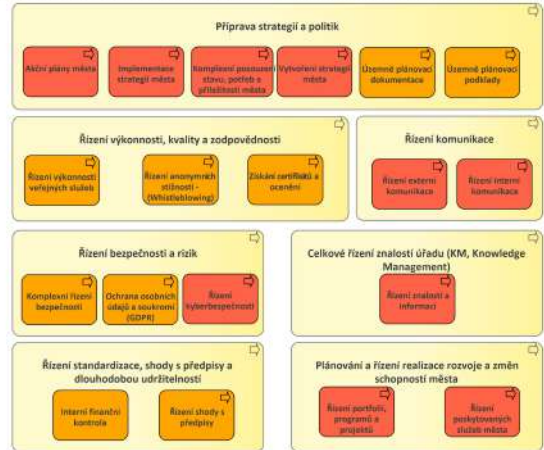 Příprava strategií a politik
Akční plány města
Implementace
strategií města
Komplexní posouzení
stavu, potřeb a
příležitostí města
Vytvoření strategií
města
Územně plánovací
dokumentace
Územně plánovací
podklady
Řízení výkonnosti, kvality a zodpovědnosti
Řízení výkonnosti
veřejných služeb
Řízení anonymních
stížností -
(Whistleblowing)
Získání certifikátů a
ocenění
Řízení komunikace
Řízení externí
komunikace
Řízení interní
komunikace
Řízení bezpečnosti a rizik
Komplexní řízení
bezpečnosti
Ochrana osobních
údajů a soukromí
(GDPR)
Řízení
kyberbezpečnosti
Celkové řízení znalostí úřadu (KM, Knowledge
Management)
Řízení znalostí a
informací
Řízení standardizace, shody s předpisy a
dlouhodobou udržitelností
Interní finanční
kontrola
Řízení shody s
předpisy
Plánování a řízení realizace rozvoje a změn
schopností města
Řízení portfolií,
programů a
projektů
Řízení
poskytovaných
služeb města